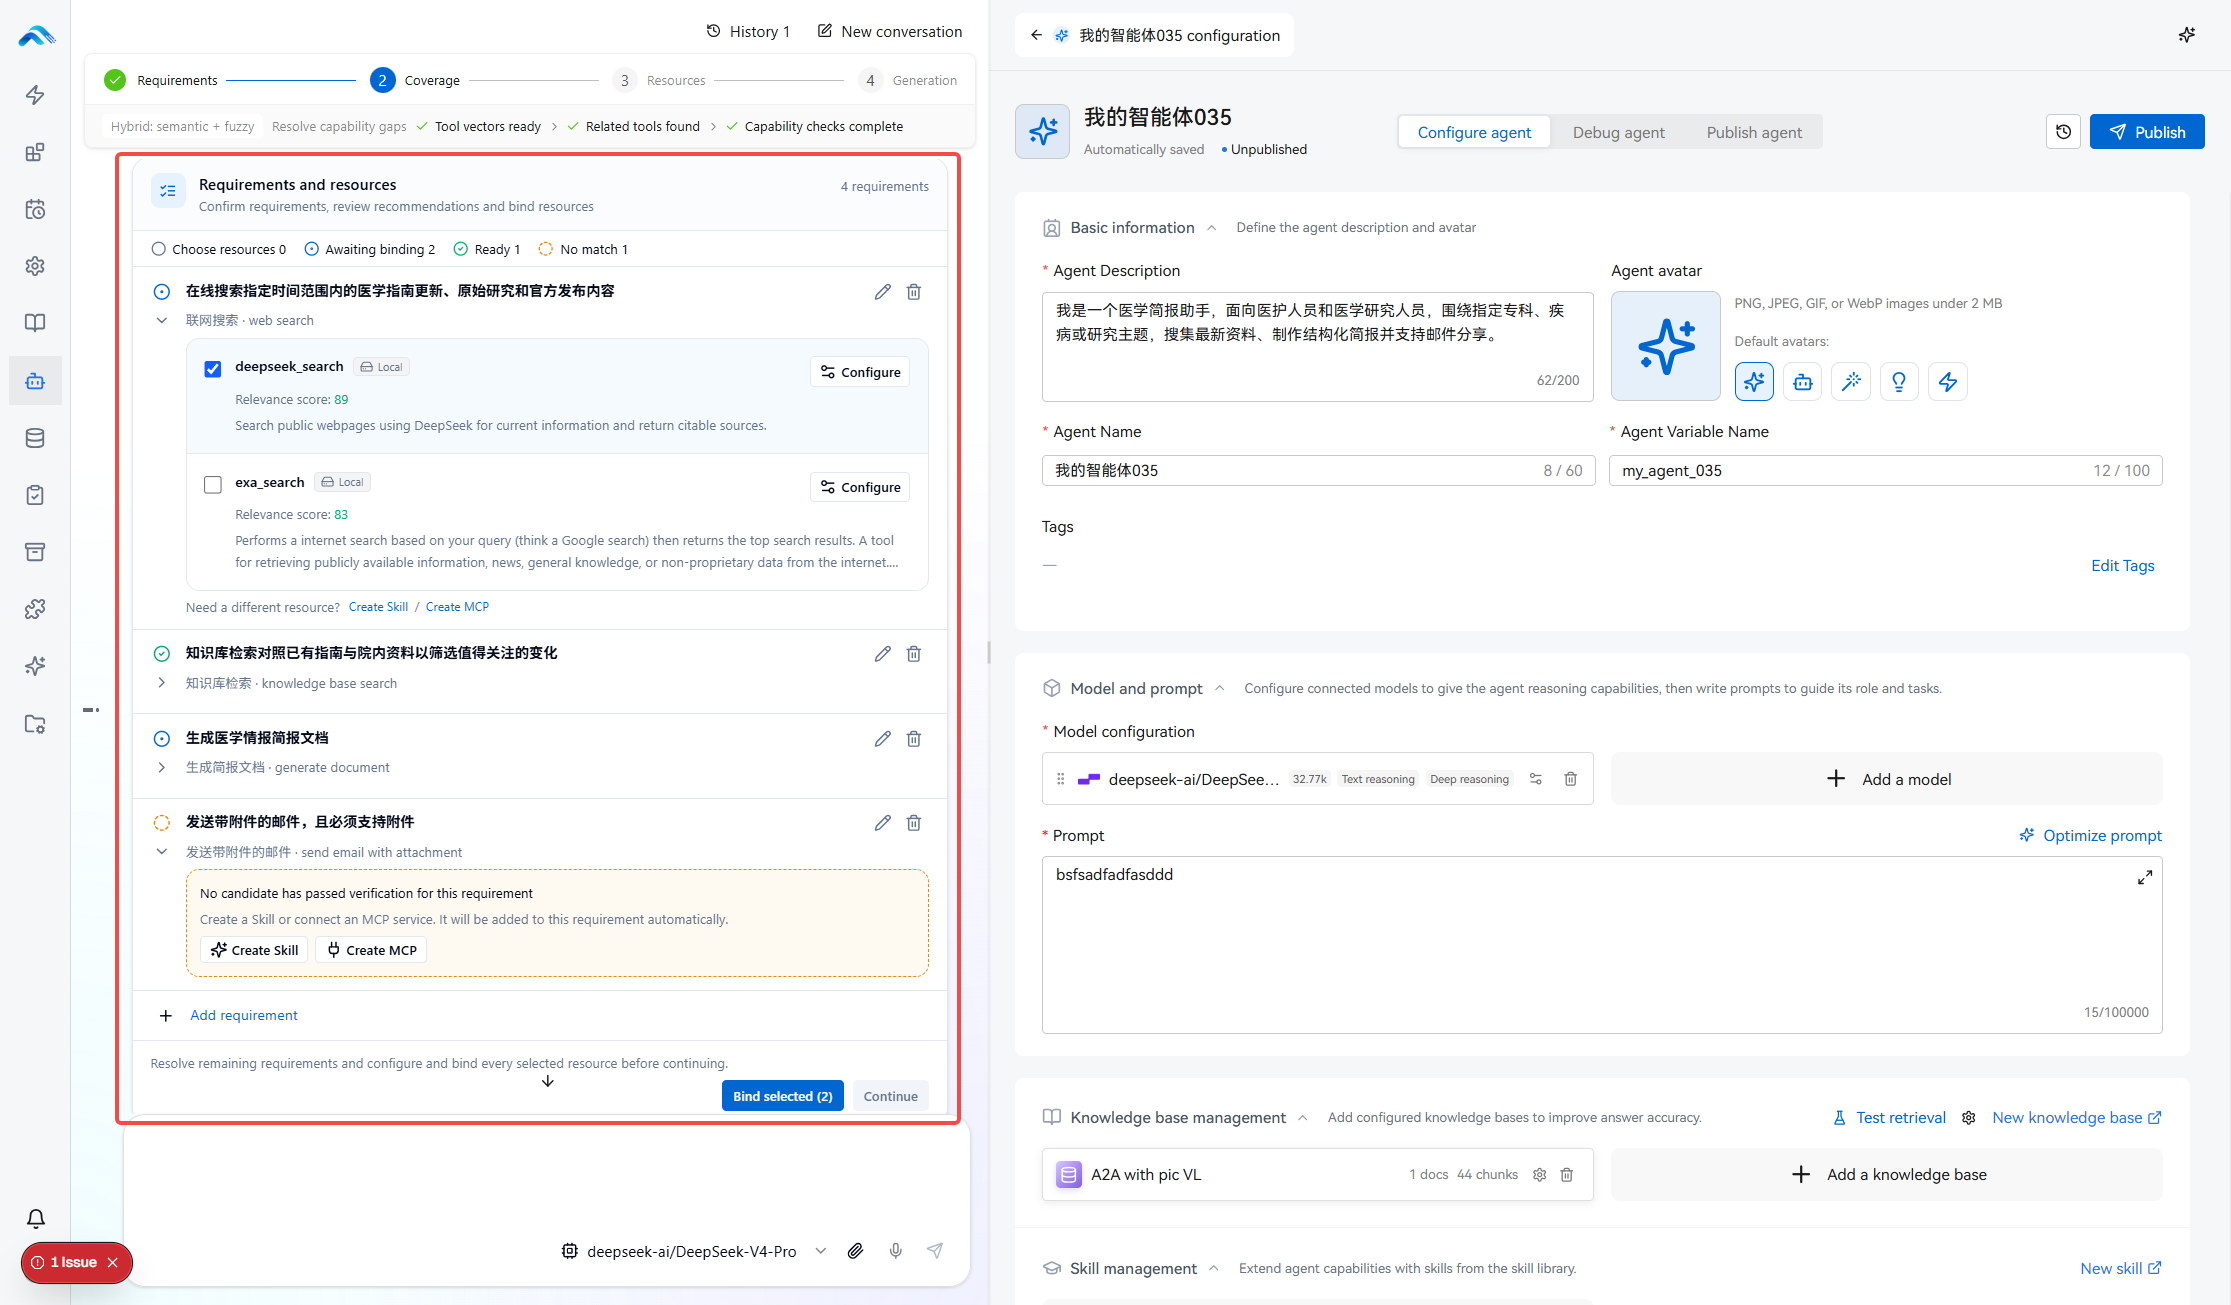 History 1
New conversation
Requirements
2 Coverage
3 Resources
4 Generation
Hybrid: semantic + fuzzy
Resolve capability gaps
Tool vectors ready
Related tools found
Capability checks complete
Requirements and resources
4 requirements
Confirm requirements, review recommendations and bind resources
Choose resources 0
Awaiting binding 2
Ready 1
No match 1
在线搜索指定时间范围内的医学指南更新、原始研究和官方发布内容
联网搜索 · web search
deepseek_search
Local
Configure
Relevance score: 89
Search public webpages using DeepSeek for current information and return citable sources.
exa_search
Local
Configure
Relevance score: 83
Performs a internet search based on your query (think a Google search) then returns the top search results. A tool
for retrieving publicly available information, news, general knowledge, or non-proprietary data from the internet....
Need a different resource? Create Skill / Create MCP
知识库检索对照已有指南与院内资料以筛选值得关注的变化
知识库检索 · knowledge base search
生成医学情报简报文档
生成简报文档 · generate document
发送带附件的邮件，且必须支持附件
发送带附件的邮件 · send email with attachment
No candidate has passed verification for this requirement
Create a Skill or connect an MCP service. It will be added to this requirement automatically.
Create Skill
Create MCP
Add requirement
Resolve remaining requirements and configure and bind every selected resource before continuing.
Bind selected (2)
Continue
deepseek-ai/DeepSeek-V4-Pro
1 Issue
我的智能体035 configuration
我的智能体035
Automatically saved
Unpublished
Configure agent
Debug agent
Publish agent
Publish
Basic information
Define the agent description and avatar
* Agent Description
我是一个医学简报助手，面向医护人员和医学研究人员，围绕指定专科、疾
病或研究主题，搜集最新资料、制作结构化简报并支持邮件分享。
62/200
Agent avatar
PNG, JPEG, GIF, or WebP images under 2 MB
Default avatars:
* Agent Name
我的智能体035
8 / 60
* Agent Variable Name
my_agent_035
12 / 100
Tags
—
Edit Tags
Model and prompt
Configure connected models to give the agent reasoning capabilities, then write prompts to guide its role and tasks.
* Model configuration
deepseek-ai/DeepSee...
32.77k
Text reasoning
Deep reasoning
Add a model
* Prompt
Optimize prompt
bsfsadfadfasddd
15/100000
Knowledge base management
Add configured knowledge bases to improve answer accuracy.
Test retrieval
New knowledge base
A2A with pic VL
1 docs
44 chunks
Add a knowledge base
Skill management
Extend agent capabilities with skills from the skill library.
New skill